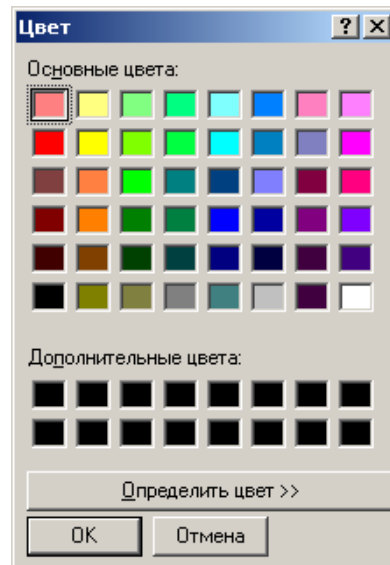 Цвет
Основные цвета:
Дополнительные цвета:
Определить цвет >>
OK Отмена